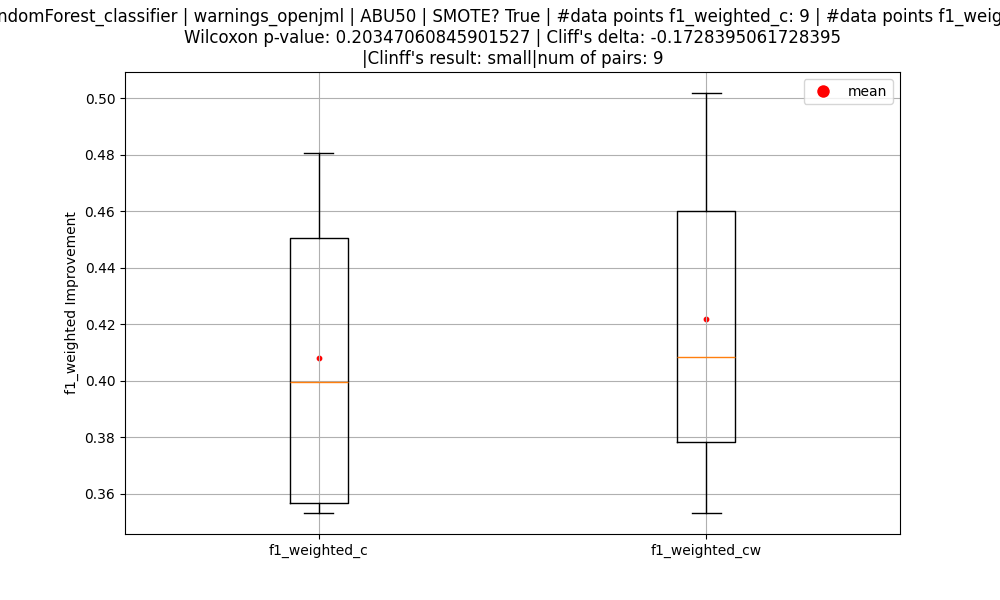 ndomForest_classifier | warnings_openjml | ABU50 | SMOTE? True | #data points f1_weighted_c: 9 | #data points f1_weig
Wilcoxon p-value: 0.20347060845901527 | Cliff's delta: -0.1728395061728395
|Clinff's result: small|num of pairs: 9
mean
0.50
0.48
0.46
0.44
0.42
0.40
0.38
0.36
f1_weighted Improvement
f1_weighted_c
f1_weighted_cw